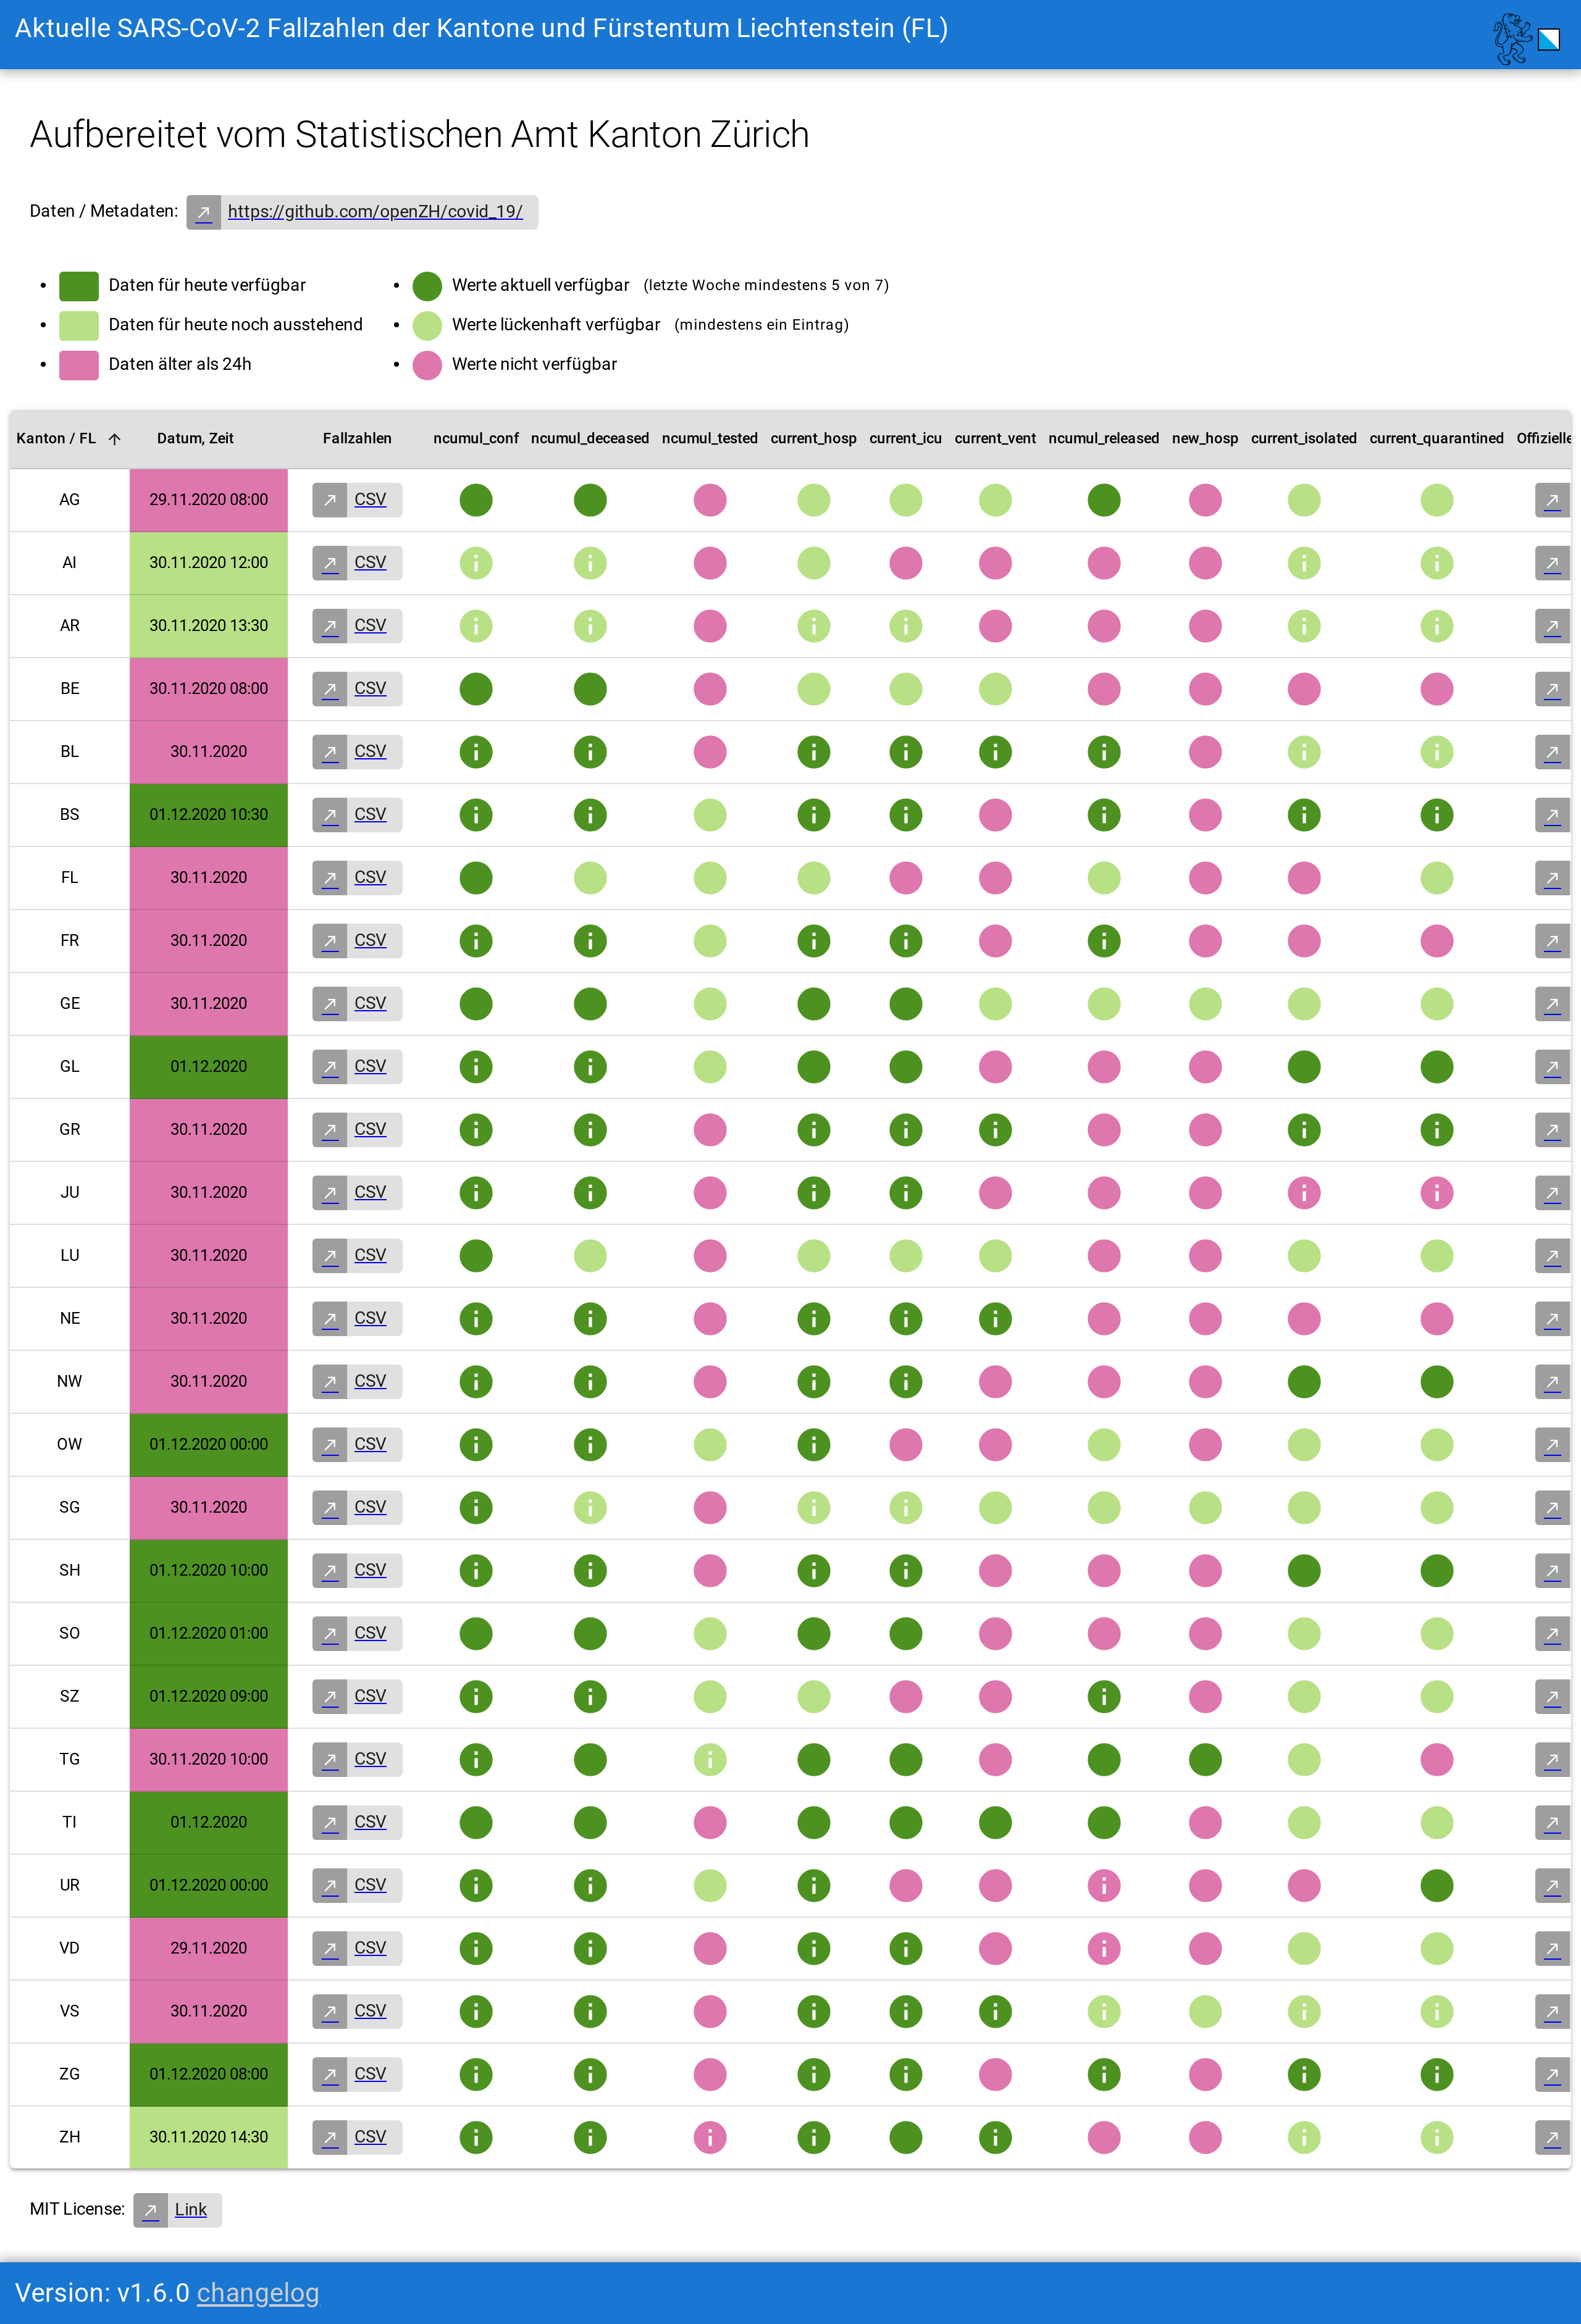 Aktuelle SARS-CoV-2 Fallzahlen der Kantone und Fürstentum Liechtenstein (FL)
Aufbereitet vom Statistischen Amt Kanton Zürich
Daten / Metadaten: https://github.com/openZH/covid_19/
Daten für heute verfügbar
Daten für heute noch ausstehend
Daten älter als 24h
Werte aktuell verfügbar (letzte Woche mindestens 5 von 7)
Werte lückenhaft verfügbar (mindestens ein Eintrag)
Werte nicht verfügbar
Kanton / FL Datum, Zeit Fallzahlen ncumul_conf ncumul_deceased ncumul_tested current_hosp current_icu current_vent ncumul_released new_hosp current_isolated current_quarantined Offizielle
AG 29.11.2020 08:00 CSV
AI 30.11.2020 12:00 CSV
AR 30.11.2020 13:30 CSV
BE 30.11.2020 08:00 CSV
BL 30.11.2020 CSV
BS 01.12.2020 10:30 CSV
FL 30.11.2020 CSV
FR 30.11.2020 CSV
GE 30.11.2020 CSV
GL 01.12.2020 CSV
GR 30.11.2020 CSV
JU 30.11.2020 CSV
LU 30.11.2020 CSV
NE 30.11.2020 CSV
NW 30.11.2020 CSV
OW 01.12.2020 00:00 CSV
SG 30.11.2020 CSV
SH 01.12.2020 10:00 CSV
SO 01.12.2020 01:00 CSV
SZ 01.12.2020 09:00 CSV
TG 30.11.2020 10:00 CSV
TI 01.12.2020 CSV
UR 01.12.2020 00:00 CSV
VD 29.11.2020 CSV
VS 30.11.2020 CSV
ZG 01.12.2020 08:00 CSV
ZH 30.11.2020 14:30 CSV
MIT License: Link
Version: v1.6.0 changelog